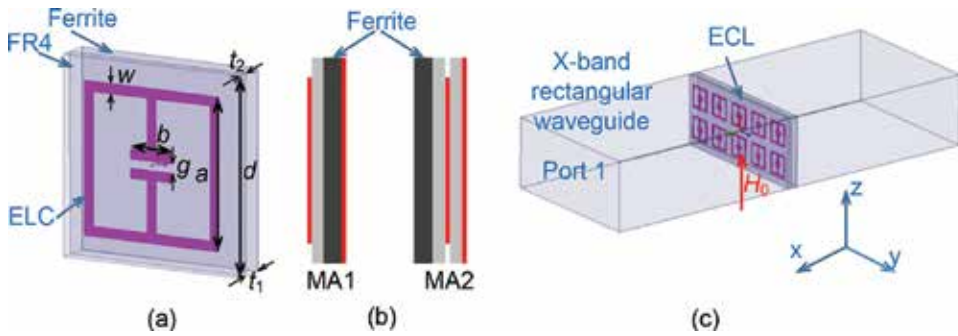 Ferrite
FR4
w
t2
b
g
a
d
ELC
t1
(a)
Ferrite
MA1
MA2
(b)
ECL
X-band
rectangular
waveguide
Port 1
H0
z
x
y
(c)